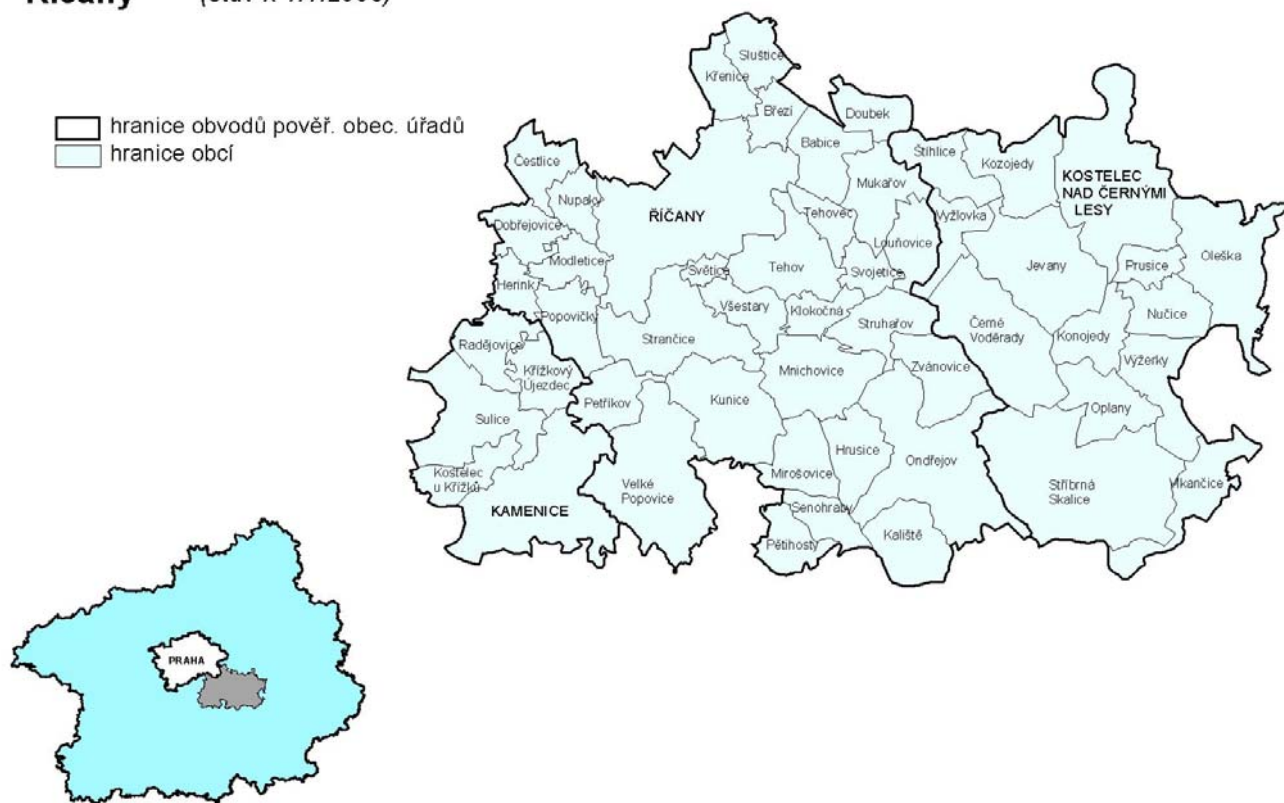 Říčany
hranice obvodů pověř. obec. úřadů
hranice obcí
Sluštice
Křenice
Březí
Doubek
Babice
Štíhlice
Kozojedy
Čestlice
Mukařov
KOSTELEC
NAD ČERNÝMI
LESY
Nupaky
ŘÍČANY
Tehovec
Vyžlovka
Dobřejovice
Louňovice
Oleška
Modletice
Světice
Tehov
Svojetice
Jevany
Prusice
Herink
Popovičky
Všestary
Klokočná
Nučice
Struhařov
Radějovice
Strančice
Černé
Voděrady
Konojedy
Výžerky
Křížkový
Újezdec
Mnichovice
Zvánovice
Petříkov
Kunice
Oplany
Sulice
Hrusice
Ondřejov
Kostelec
u Křížků
Velké
Popovice
Mirošovice
Stříbrná
Skalice
Vlkančice
KAMENICE
Senohraby
Kaliště
Pětihosty
PRAHA